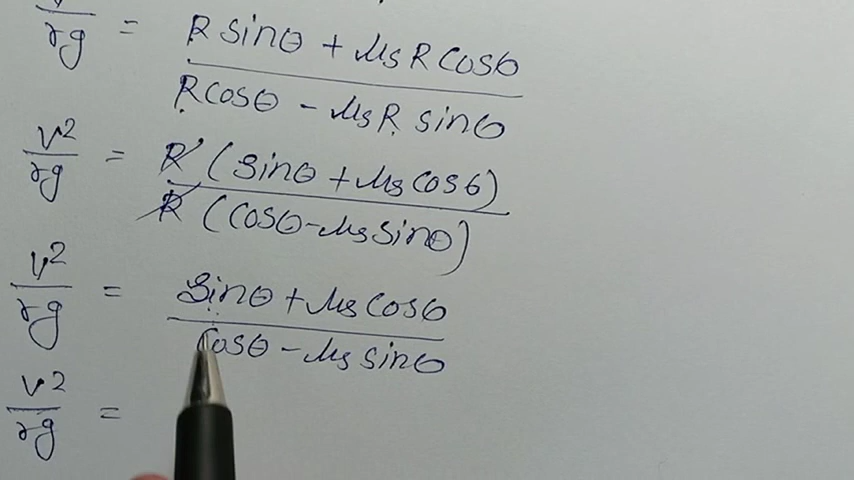 rg = R sinθ + μs R cosθ
R cosθ - μs R sinθ
v²/rg = R (sinθ + μs cosθ)
R (cosθ - μs sinθ)
v²/rg = sinθ + μs cosθ
cosθ - μs sinθ
v²/rg =